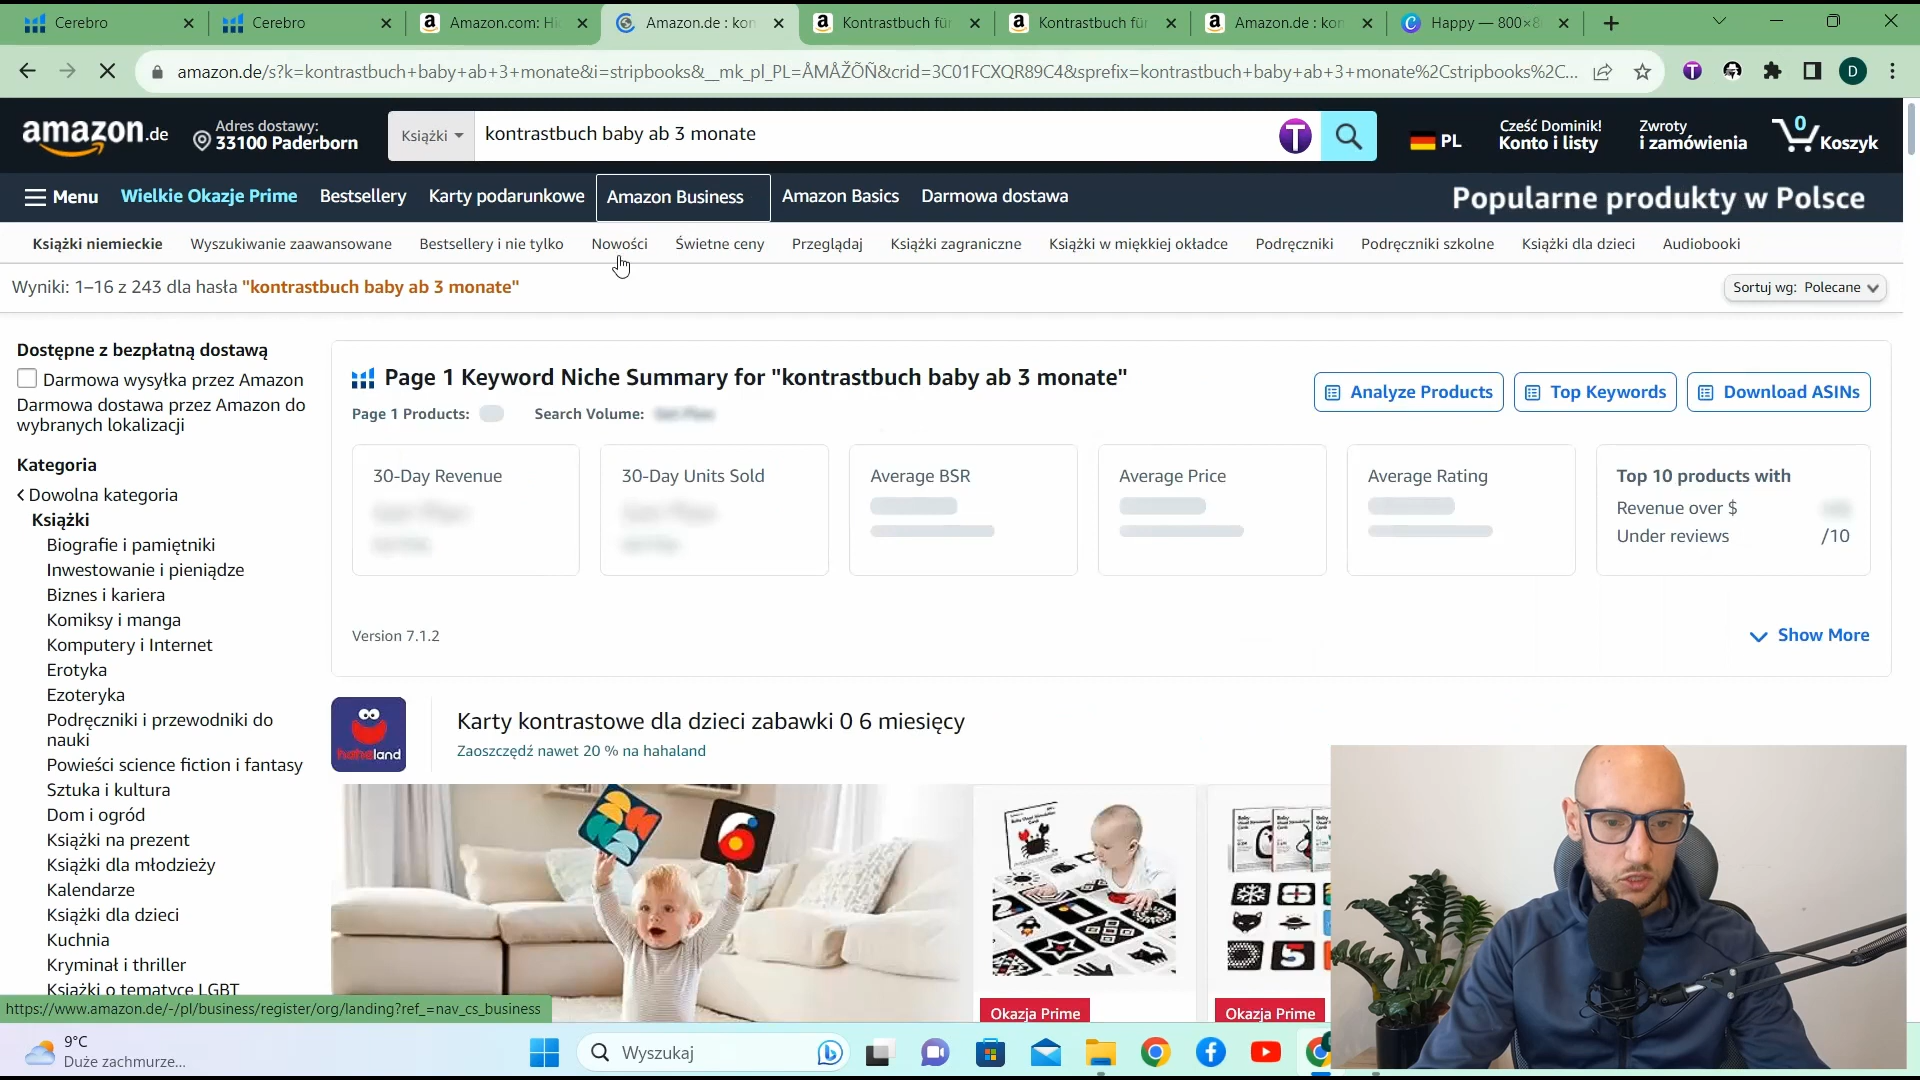 Cerebro
Cerebro
Amazon.com: Hi
Amazon.de : kon
Kontrastbuch für
Kontrastbuch für
Amazon.de : kon
Happy — 800×8
amazon.de/s?k=kontrastbuch+baby+ab+3+monate&i=stripbooks&__mk_pl_PL=ÅMÅŽÕÑ&crid=3C01FCXQR89C4&sprefix=kontrastbuch+baby+ab+3+monate%2Cstripbooks%2C...
D
amazon.de
Adres dostawy:
33100 Paderborn
Książki
kontrastbuch baby ab 3 monate
T
PL
Cześć Dominik!
Konto i listy
Zwroty
i zamówienia
0
Koszyk
Menu
Wielkie Okazje Prime
Bestsellery
Karty podarunkowe
Amazon Business
Amazon Basics
Darmowa dostawa
Popularne produkty w Polsce
Książki niemieckie
Wyszukiwanie zaawansowane
Bestsellery i nie tylko
Nowości
Świetne ceny
Przeglądaj
Książki zagraniczne
Książki w miękkiej okładce
Podręczniki
Podręczniki szkolne
Książki dla dzieci
Audiobooki
Wyniki: 1–16 z 243 dla hasła "kontrastbuch baby ab 3 monate"
Sortuj wg: Polecane
Dostępne z bezpłatną dostawą
Darmowa wysyłka przez Amazon
Darmowa dostawa przez Amazon do
wybranych lokalizacji
Kategoria
Dowolna kategoria
Książki
Biografie i pamiętniki
Inwestowanie i pieniądze
Biznes i kariera
Komiksy i manga
Komputery i Internet
Erotyka
Ezoteryka
Podręczniki i przewodniki do
nauki
Powieści science fiction i fantasy
Sztuka i kultura
Dom i ogród
Książki na prezent
Książki dla młodzieży
Kalendarze
Książki dla dzieci
Kuchnia
Kryminał i thriller
Książki o tematyce LGBT
Page 1 Keyword Niche Summary for "kontrastbuch baby ab 3 monate"
Page 1 Products:
Search Volume:
Analyze Products
Top Keywords
Download ASINs
30-Day Revenue
30-Day Units Sold
Average BSR
Average Price
Average Rating
Top 10 products with
Revenue over $
Under reviews
/10
Version 7.1.2
Show More
hahaland
Karty kontrastowe dla dzieci zabawki 0 6 miesięcy
Zaoszczędź nawet 20 % na hahaland
6
2
5
Okazja Prime
Okazja Prime
https://www.amazon.de/-/pl/business/register/org/landing?ref_=nav_cs_business
9°C
Duże zachmurze...
Wyszukaj